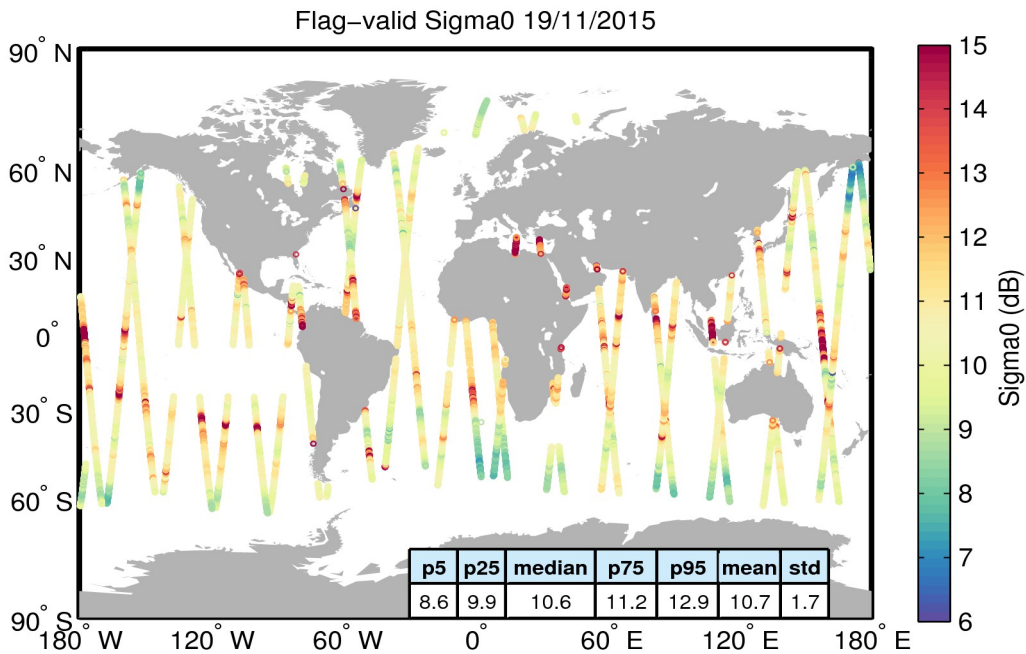 Flag−valid Sigma0 19/11/2015
90° N
60° N
30° N
0°
30° S
60° S
90° S
180° W
120° W
60° W
0°
60° E
120° E
180° E
p5 p25 median p75 p95 mean std
8.6 9.9 10.6 11.2 12.9 10.7 1.7
15
14
13
12
11
10
9
8
7
6
Sigma0 (dB)